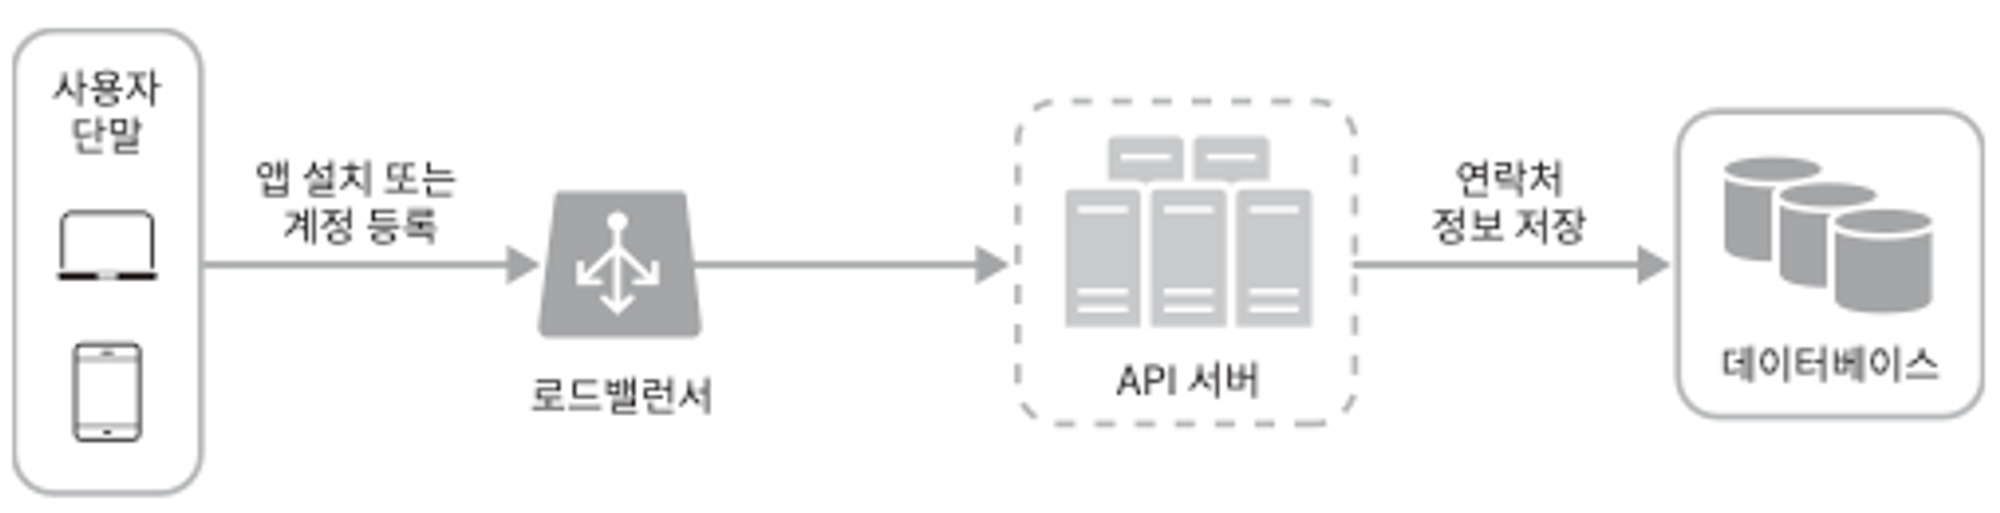 사용자
단말
앱 설치 또는
계정 등록
로드밸런서
API 서버
연락처
정보 저장
데이터베이스